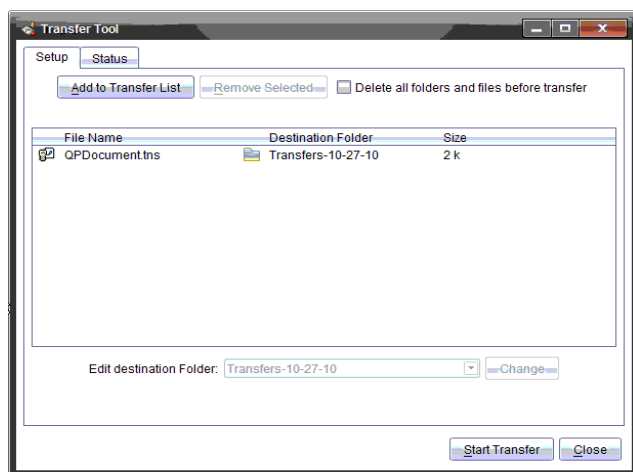 Transfer Tool
Setup Status
Add to Transfer List Remove Selected Delete all folders and files before transfer
File Name Destination Folder Size
QPDocument.tns Transfers-10-27-10 2 k
Edit destination Folder: Transfers-10-27-10 Change
Start Transfer Close